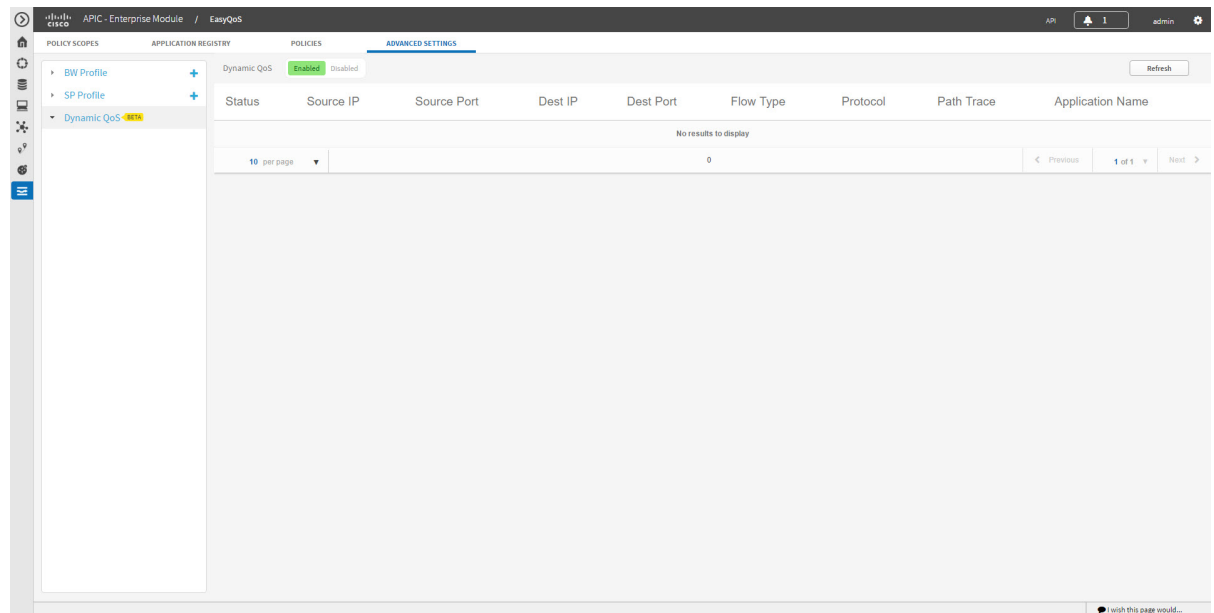 cisco APIC - Enterprise Module / EasyQoS API 1 admin
POLICY SCOPES APPLICATION REGISTRY POLICIES ADVANCED SETTINGS
BW Profile +
SP Profile +
Dynamic QoS BETA
Dynamic QoS Enabled Disabled Refresh
Status Source IP Source Port Dest IP Dest Port Flow Type Protocol Path Trace Application Name
No results to display
10 per page 0 Previous 1 of 1 Next
I wish this page would...